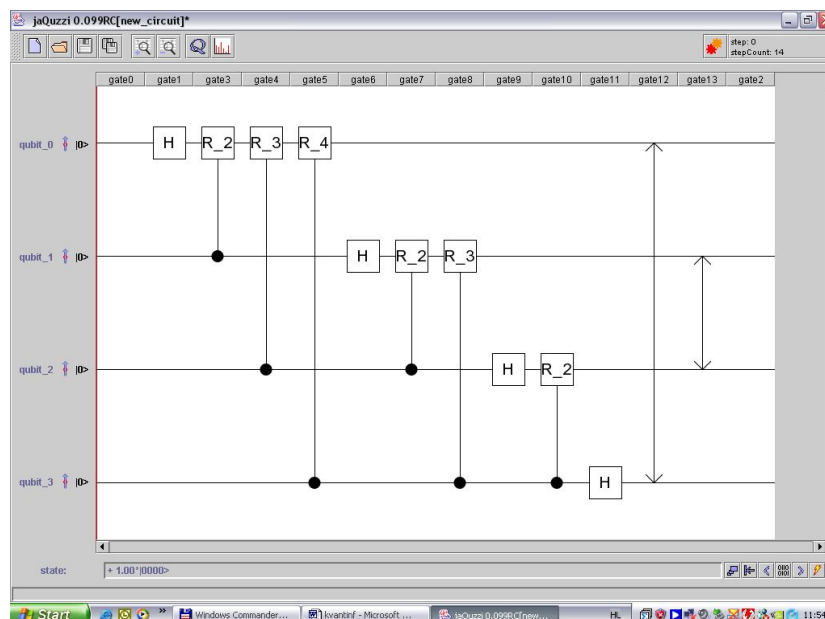 jaQuzzi 0.099RC[new_circuit]*
step: 0
stepCount: 14
gate0 gate1 gate3 gate4 gate5 gate6 gate7 gate8 gate9 gate10 gate11 gate12 gate13 gate2
qubit_0 |0> H R_2 R_3 R_4
qubit_1 |0> H R_2 R_3
qubit_2 |0> H R_2
qubit_3 |0> H
state: + 1.00*|0000>
Start » Windows Commander... kvantinf - Microsoft ... jaQuzzi 0.099RC[new... HL 11:54